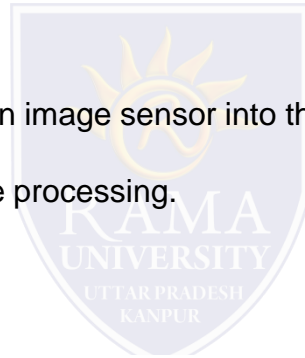 n image sensor into th
e processing.
RAMA
UNIVERSITY
UTTAR PRADESH
KANPUR